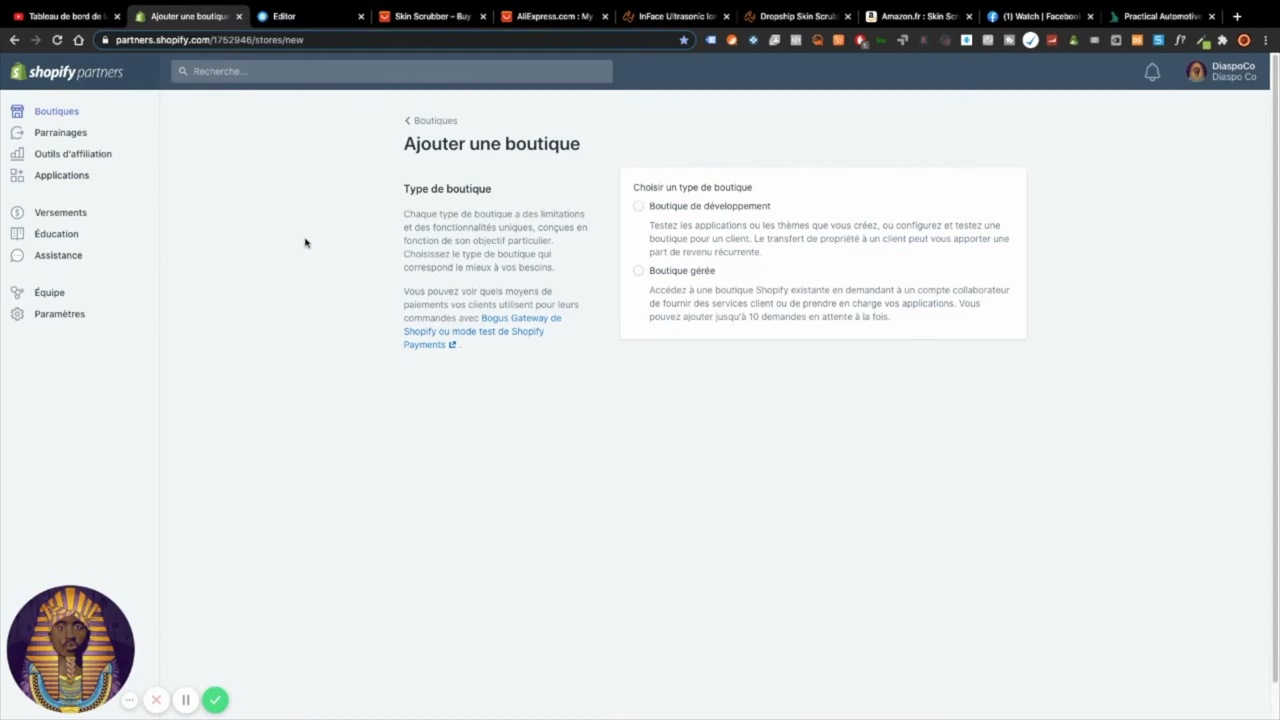 Tableau de bord de l
Ajouter une boutique
Editor
Skin Scrubber – Buy
AliExpress.com : My
InFace Ultrasonic Ion
Dropship Skin Scrub
Amazon.fr : Skin Scr
(1) Watch | Facebook
Practical Automotive
partners.shopify.com/1752946/stores/new
shopify partners
Recherche...
DiaspoCo
Diaspo Co
Boutiques
Parrainages
Outils d'affiliation
Applications
Versements
Éducation
Assistance
Équipe
Paramètres
Boutiques
Ajouter une boutique
Type de boutique
Chaque type de boutique a des limitations
et des fonctionnalités uniques, conçues en
fonction de son objectif particulier.
Choisissez le type de boutique qui
correspond le mieux à vos besoins.
Vous pouvez voir quels moyens de
paiements vos clients utilisent pour leurs
commandes avec Bogus Gateway de
Shopify ou mode test de Shopify
Payments .
Choisir un type de boutique
Boutique de développement
Testez les applications ou les thèmes que vous créez, ou configurez et testez une
boutique pour un client. Le transfert de propriété à un client peut vous apporter une
part de revenu récurrente.
Boutique gérée
Accédez à une boutique Shopify existante en demandant à un compte collaborateur
de fournir des services client ou de prendre en charge vos applications. Vous
pouvez ajouter jusqu'à 10 demandes en attente à la fois.